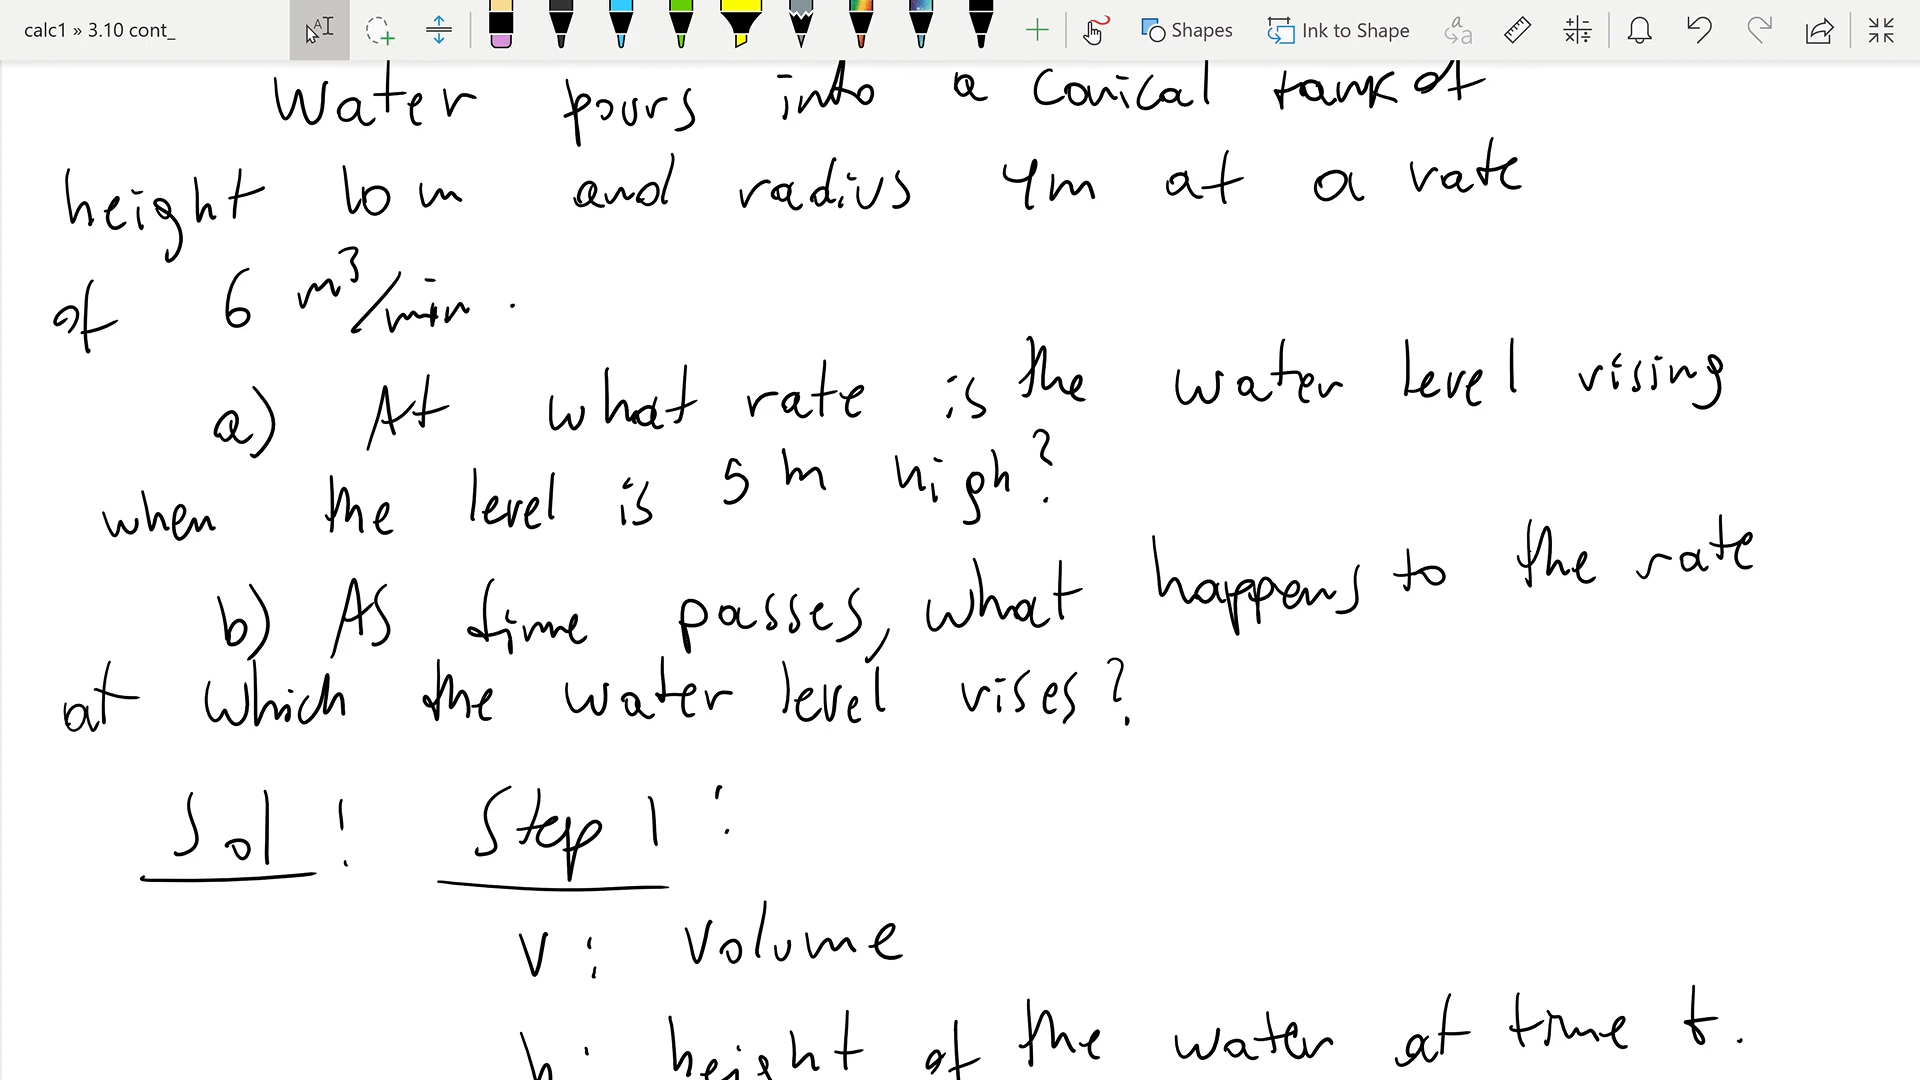 calc1 » 3.10 cont_
Shapes
Ink to Shape
Water pours into a conical tank of
height 10 m and radius 4m at a rate
of 6 m³/min.
a) At what rate is the water level rising
when the level is 5 m high?
b) As time passes, what happens to the rate
at which the water level rises?
Sol: Step 1:
V: Volume
h: height of the water at time t.